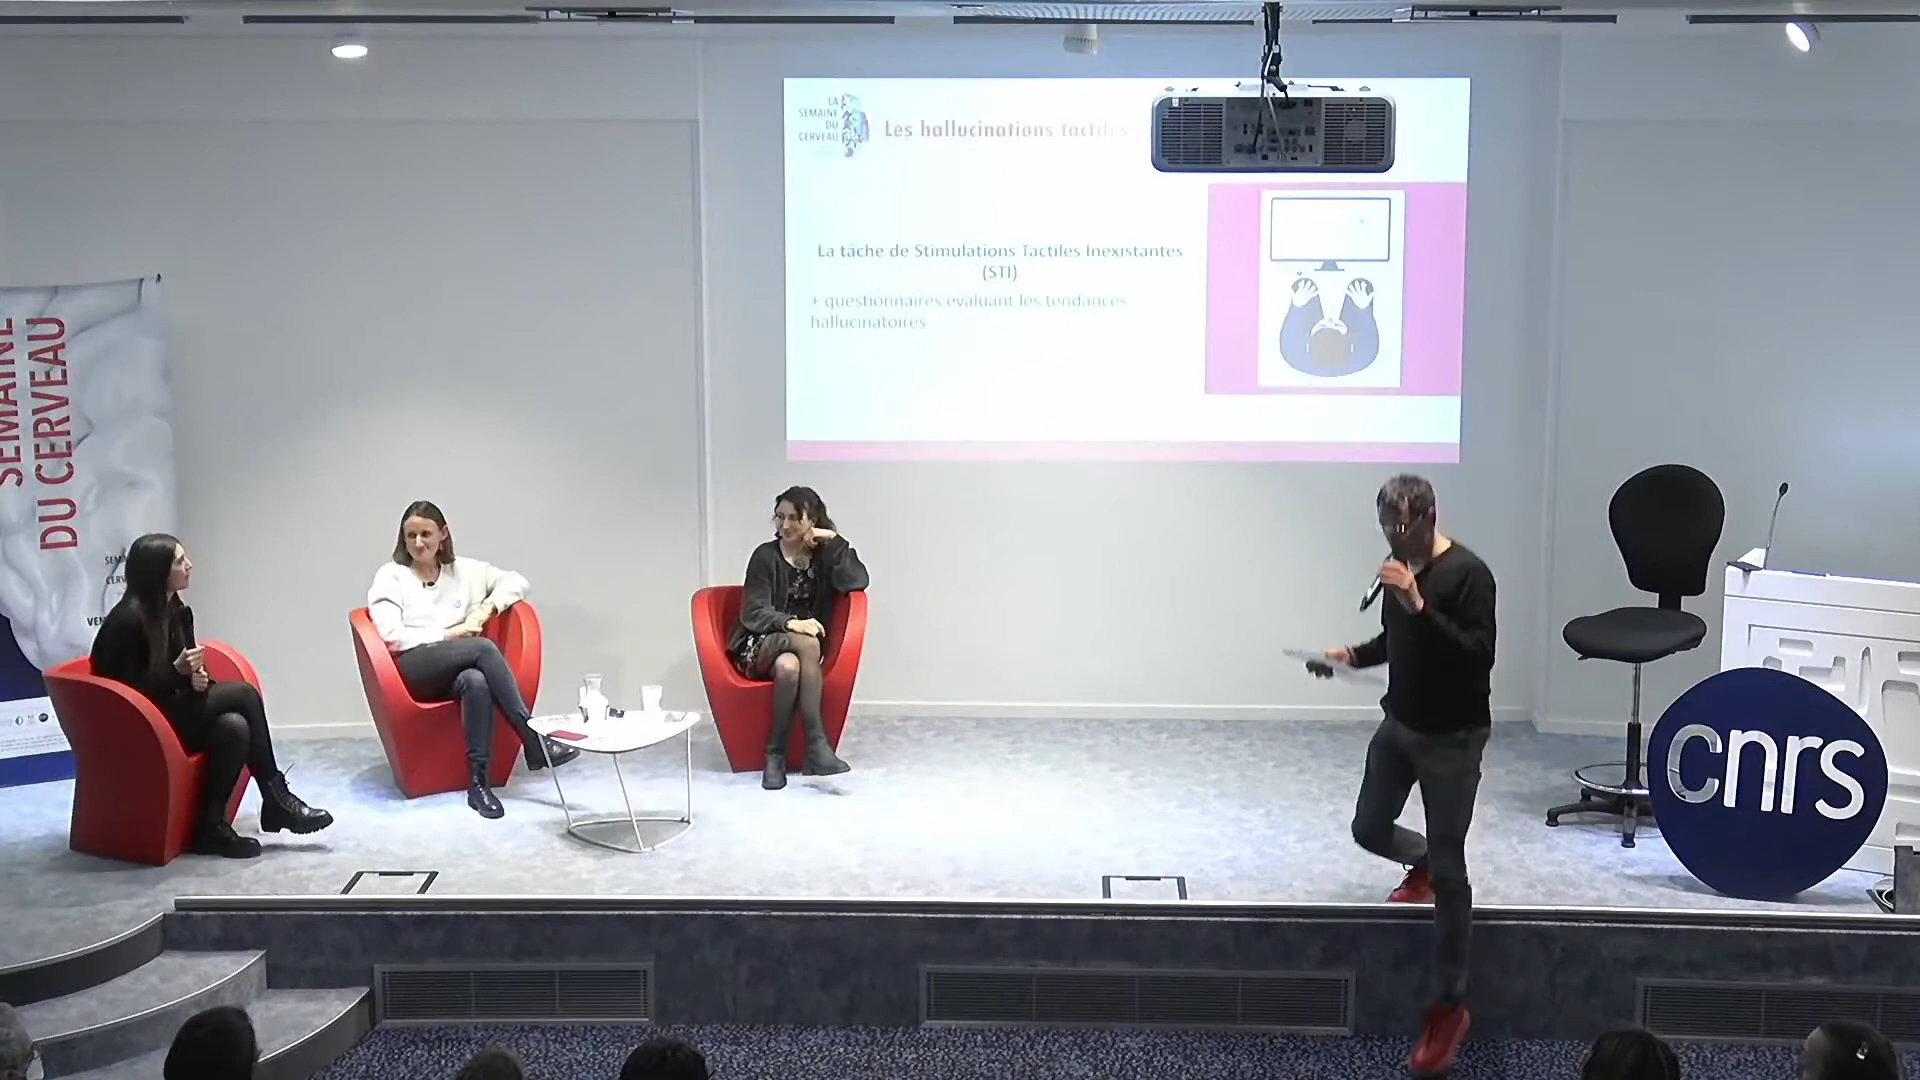 LA
SEMAINE
DU
CERVEAU
Les hallucinations tactiles
La tâche de Stimulations Tactiles Inexistantes
(STI)
+ questionnaires évaluant les tendances
hallucinatoires
SEMAINE
DU CERVEAU
cnrs